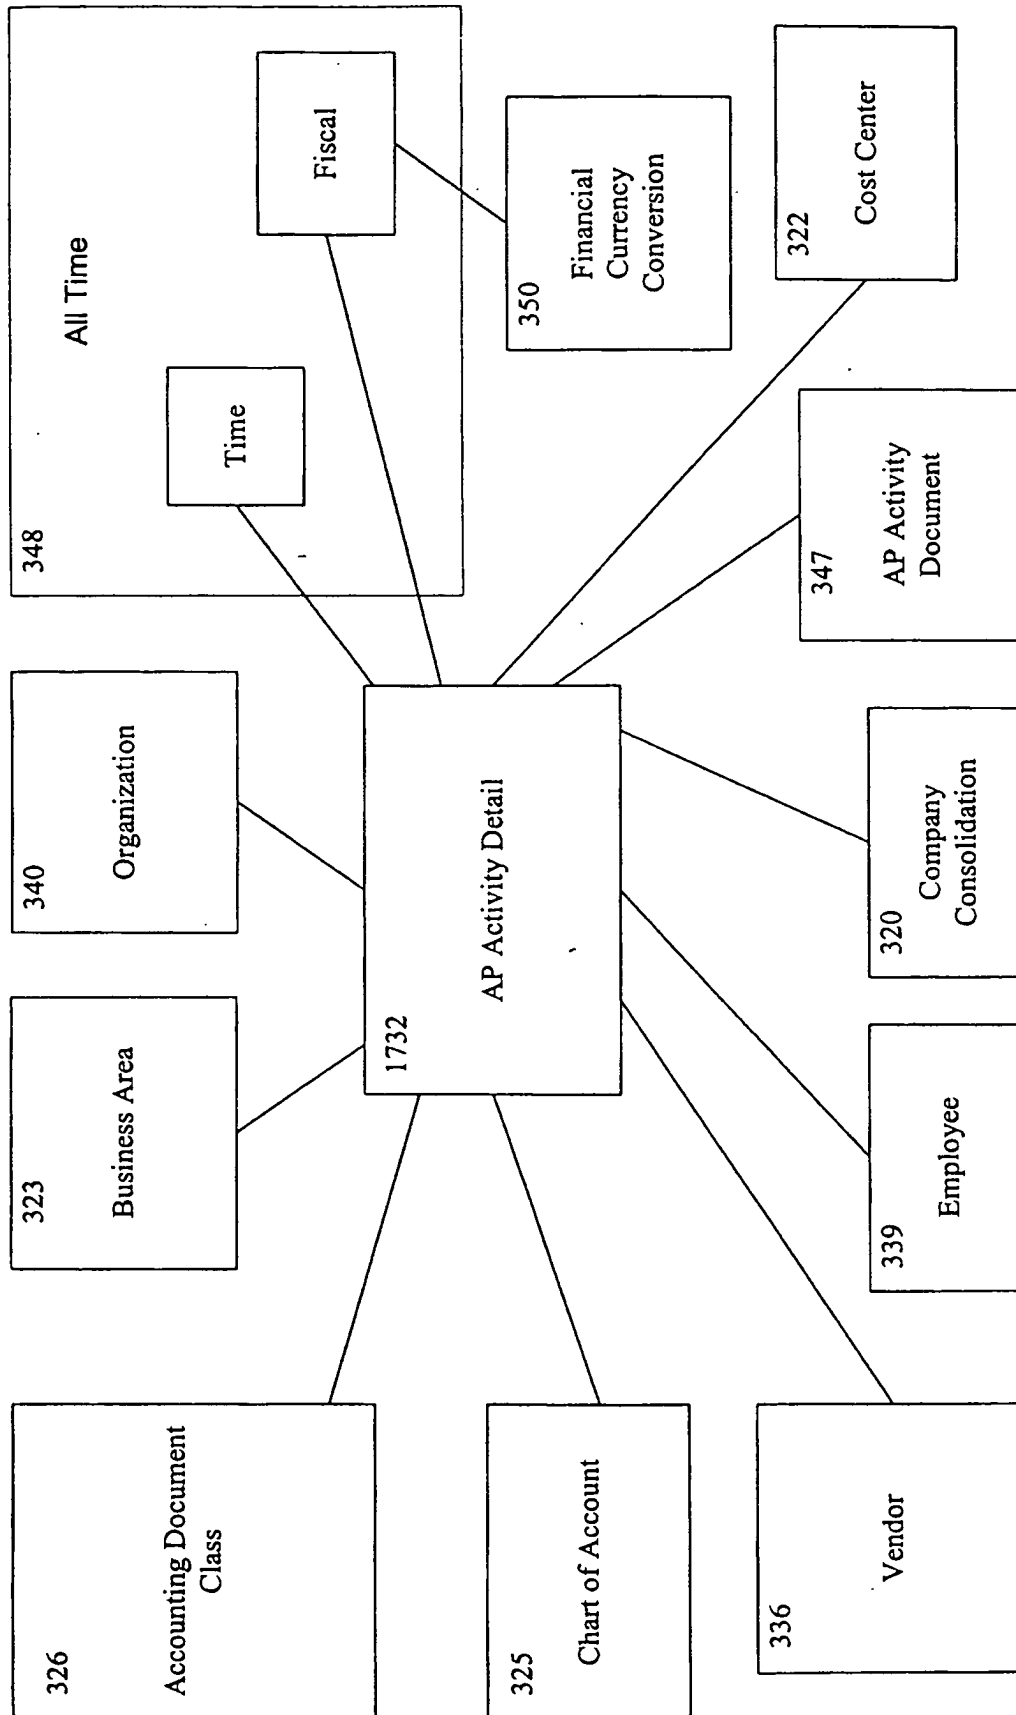 326
Accounting Document
Class
323
Business Area
340
Organization
348
All Time
Time
Fiscal
325
Chart of Account
1732
AP Activity Detail
350
Financial
Currency
Conversion
336
Vendor
339
Employee
320
Company
Consolidation
347
AP Activity
Document
322
Cost Center